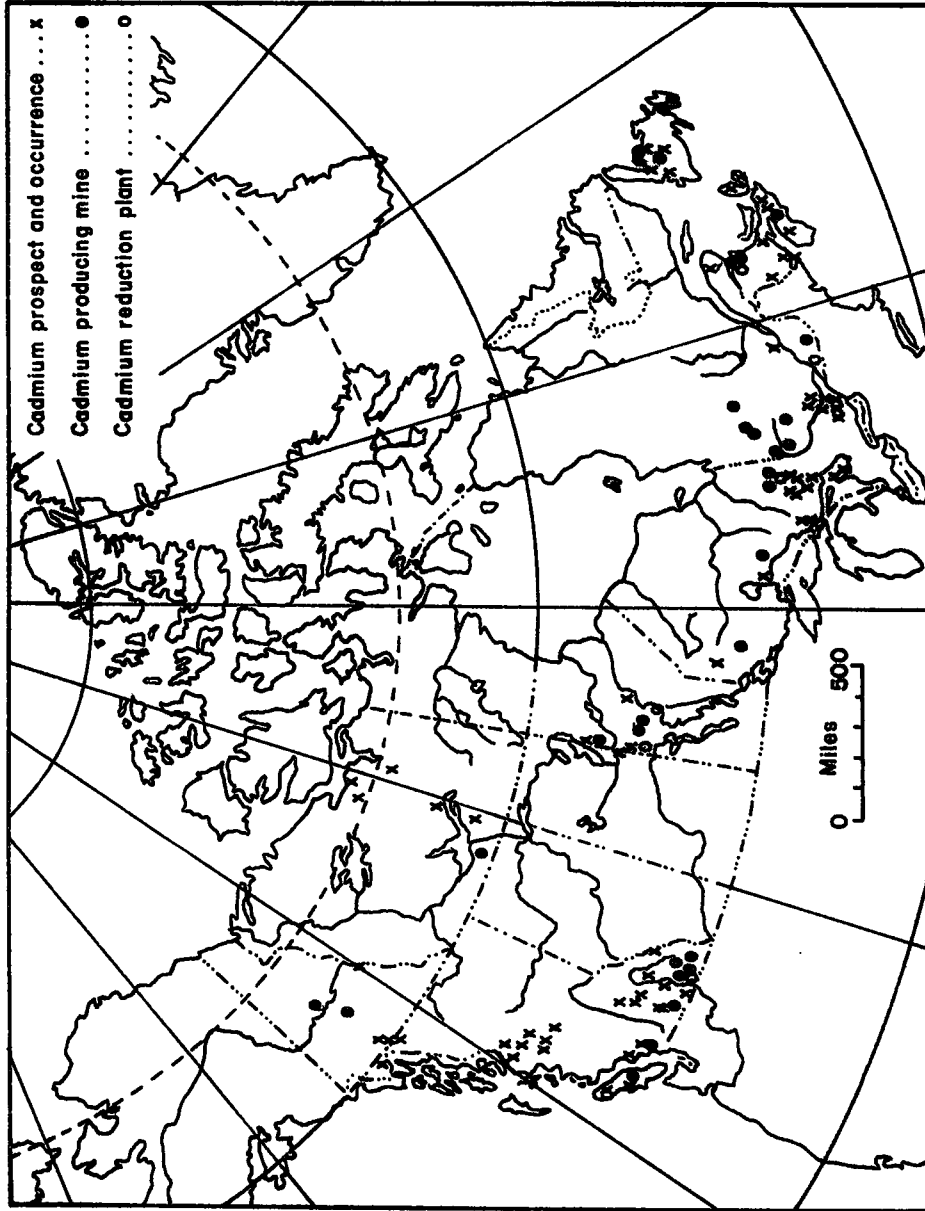 Cadmium prospect and occurrence...x
Cadmium producing mine ..........●
Cadmium reduction plant ..........o
0 500
Miles